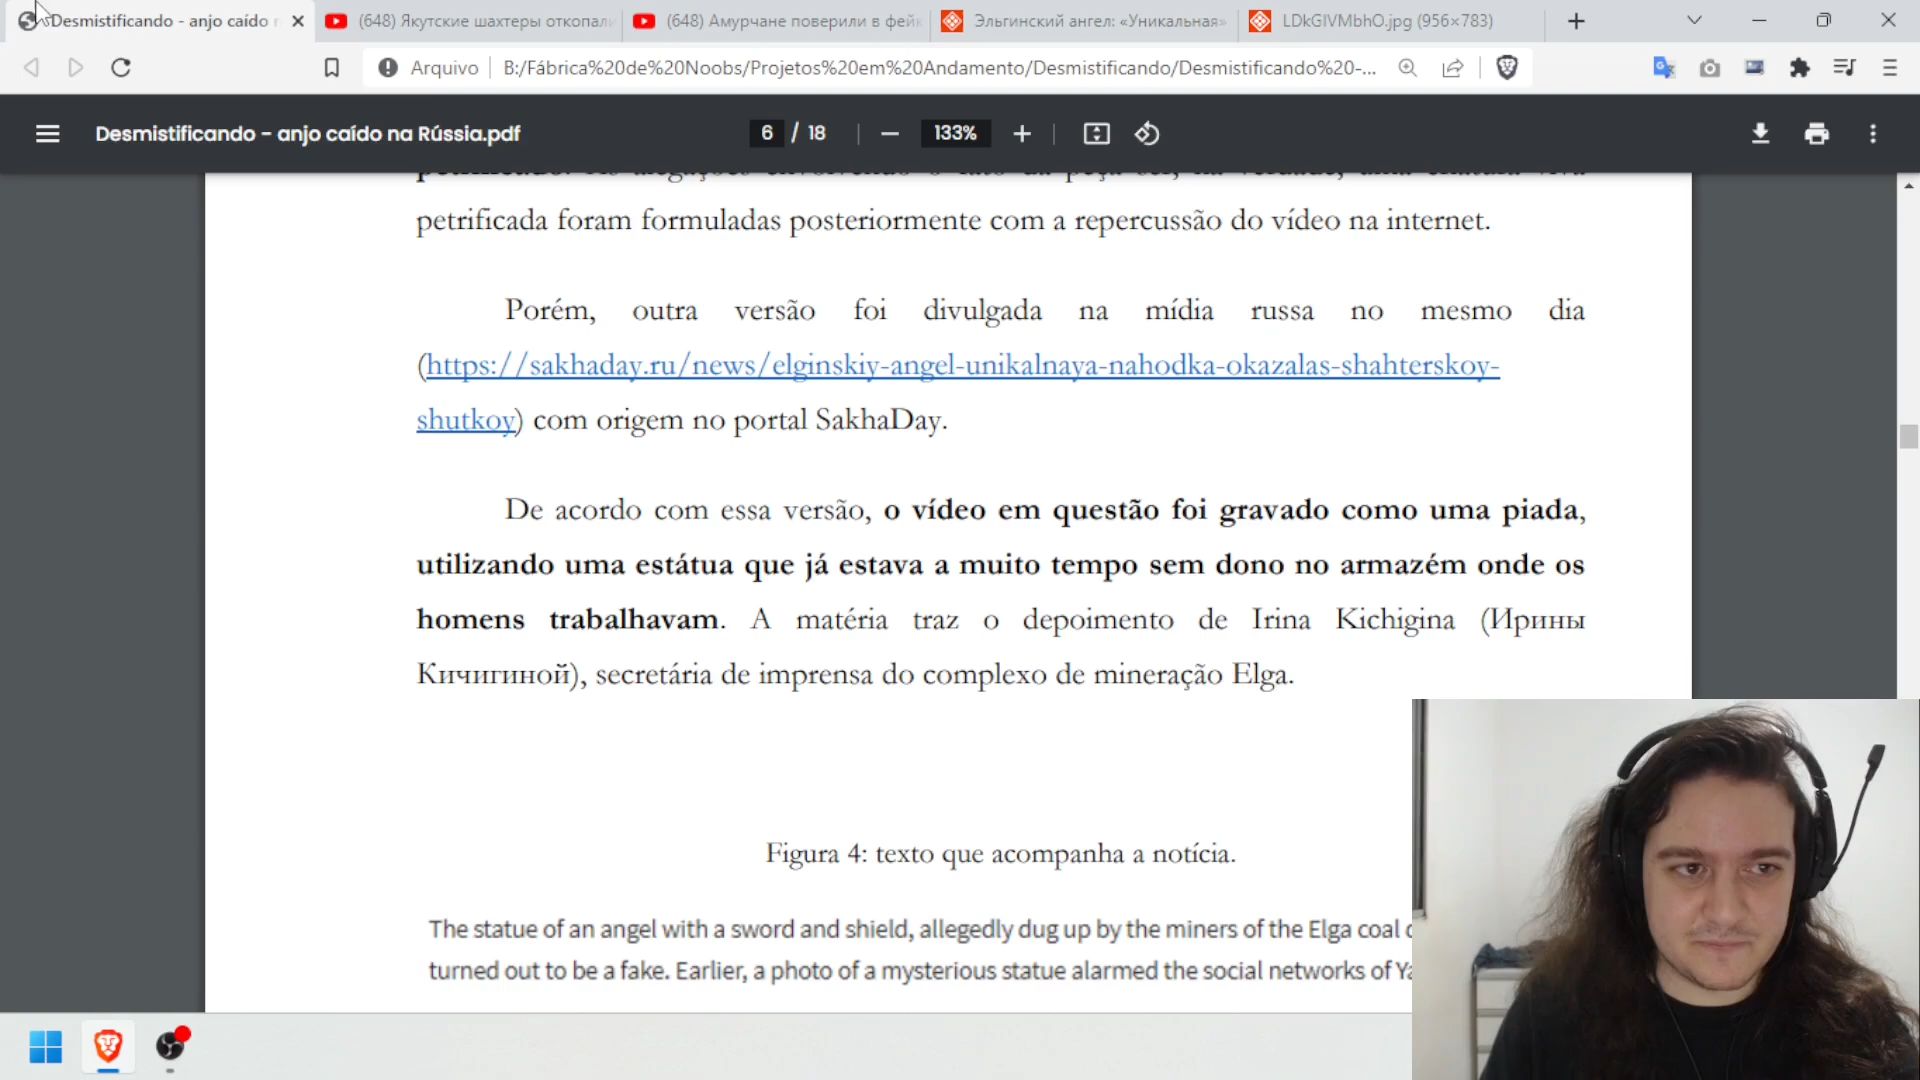 Desmistificando - anjo caído
(648) Якутские шахтеры откопал
(648) Амурчане поверили в фейк
Эльгинский ангел: «Уникальная»
LDkGlVMbhO.jpg (956×783)
Arquivo
B:/Fábrica%20de%20Noobs/Projetos%20em%20Andamento/Desmistificando/Desmistificando%20-...
Desmistificando - anjo caído na Rússia.pdf
6 / 18
133%
petrificada foram formuladas posteriormente com a repercussão do vídeo na internet.
Porém, outra versão foi divulgada na mídia russa no mesmo dia
(https://sakhaday.ru/news/elginskiy-angel-unikalnaya-nahodka-okazalas-shahterskoy-
shutkoy) com origem no portal SakhaDay.
De acordo com essa versão, o vídeo em questão foi gravado como uma piada,
utilizando uma estátua que já estava a muito tempo sem dono no armazém onde os
homens trabalhavam. A matéria traz o depoimento de Irina Kichigina (Ирины
Кичигиной), secretária de imprensa do complexo de mineração Elga.
Figura 4: texto que acompanha a notícia.
The statue of an angel with a sword and shield, allegedly dug up by the miners of the Elga coal
turned out to be a fake. Earlier, a photo of a mysterious statue alarmed the social networks of